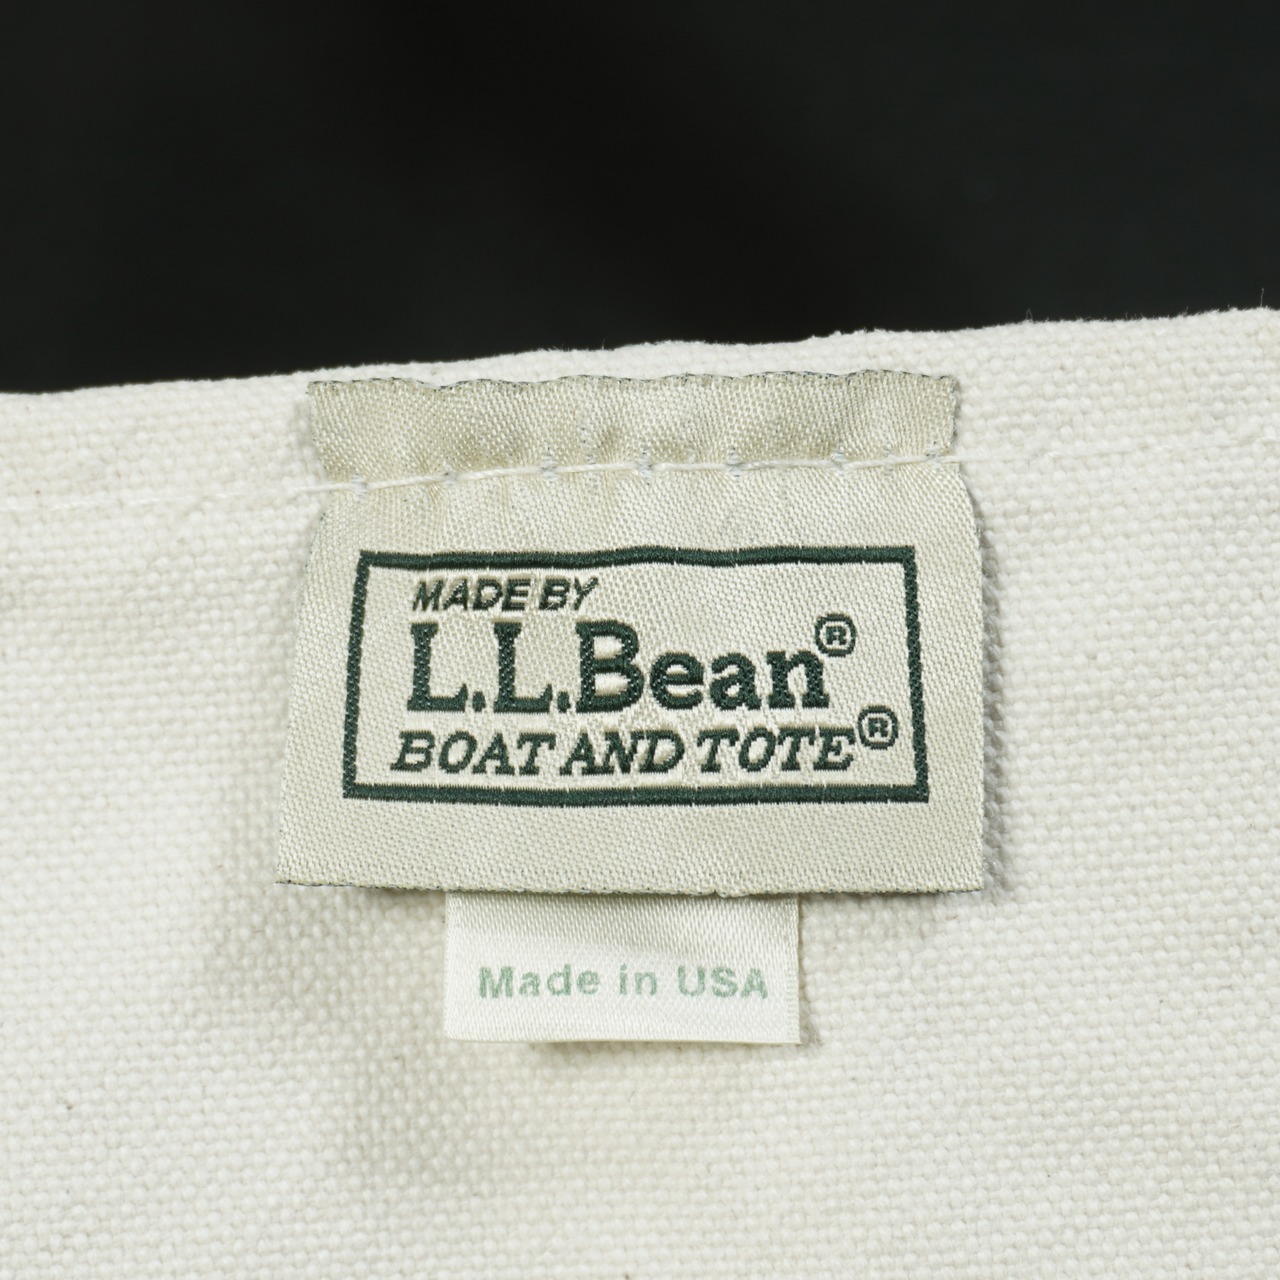 MADE BY
L.L.Bean®
BOAT AND TOTE®
Made in USA